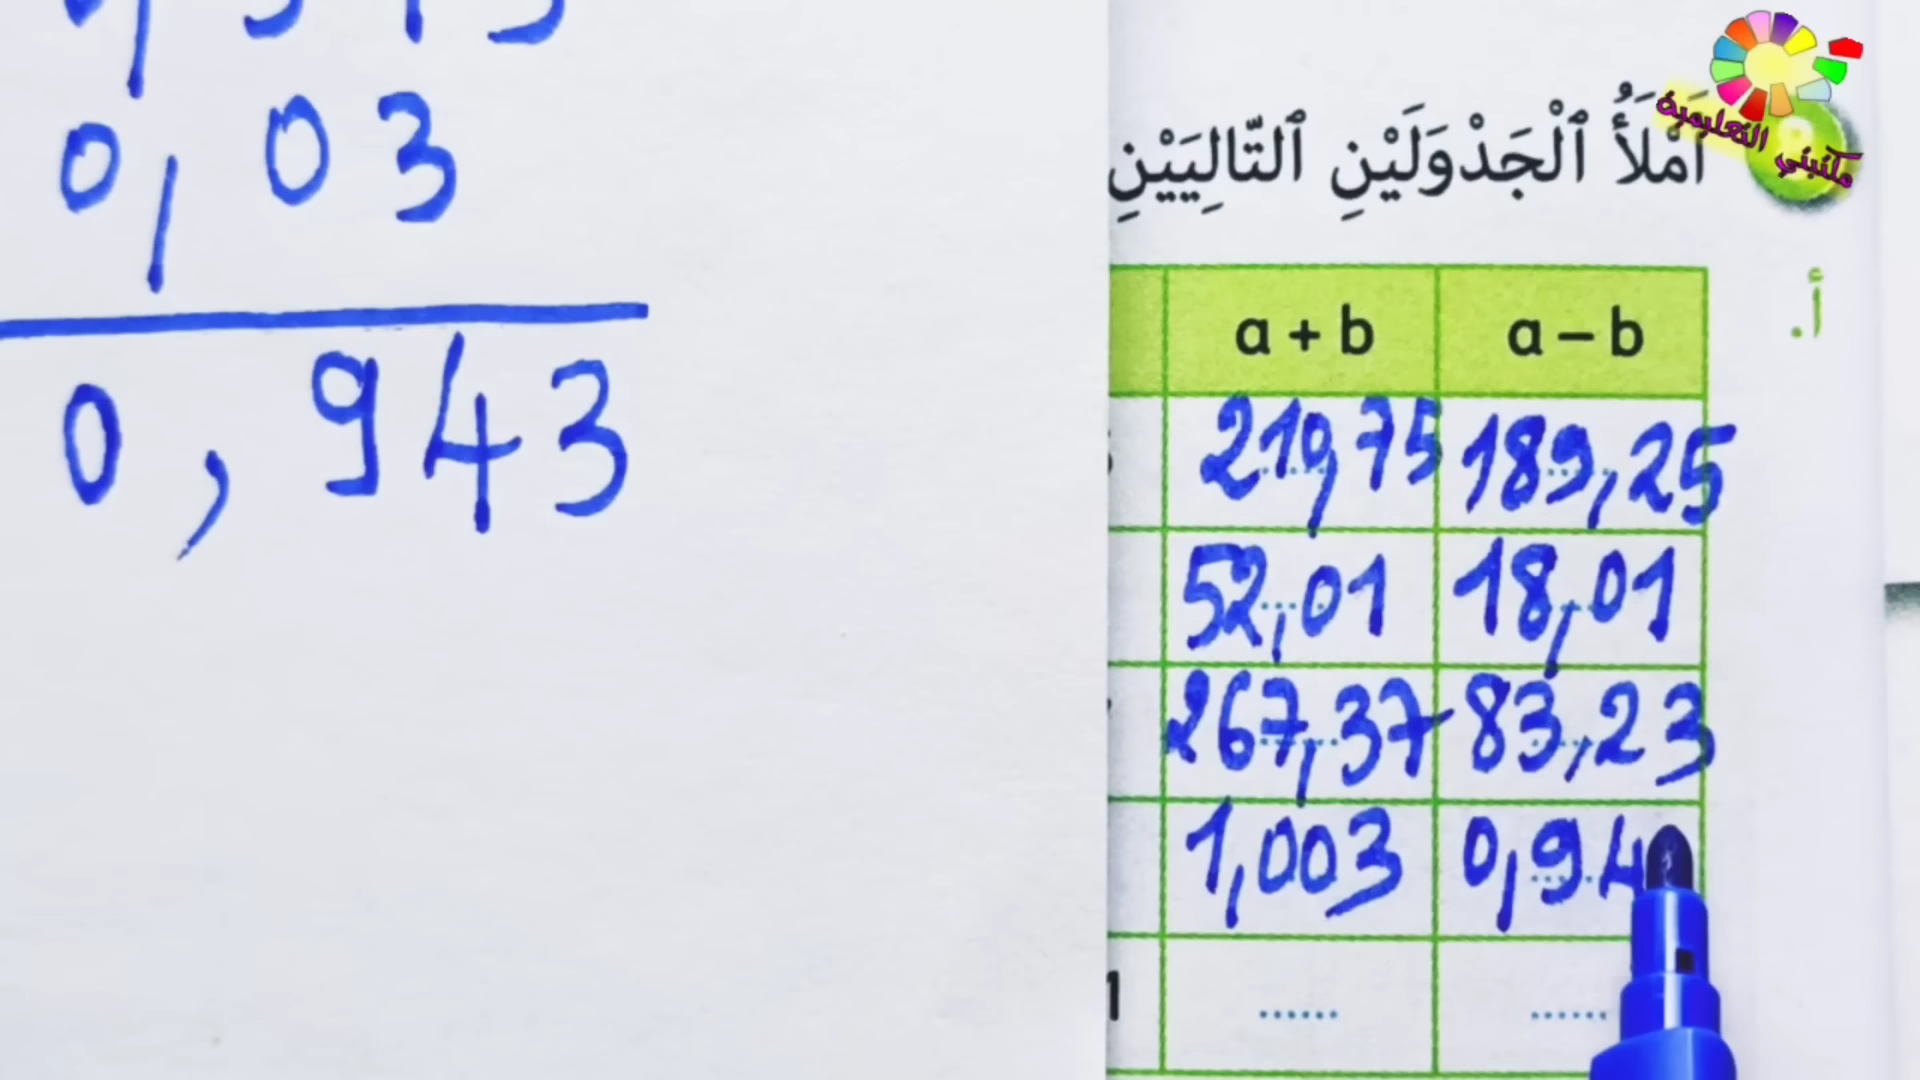 0,03
0,943
مكتبتي التعليمية
أَمْلَأُ ٱلْجَدْوَلَيْنِ ٱلتّالِيَيْنِ
أ.
a + b a − b
219,75 189,25
52,01 18,01
267,37 83,23
1,003 0,94
1 ...... ......